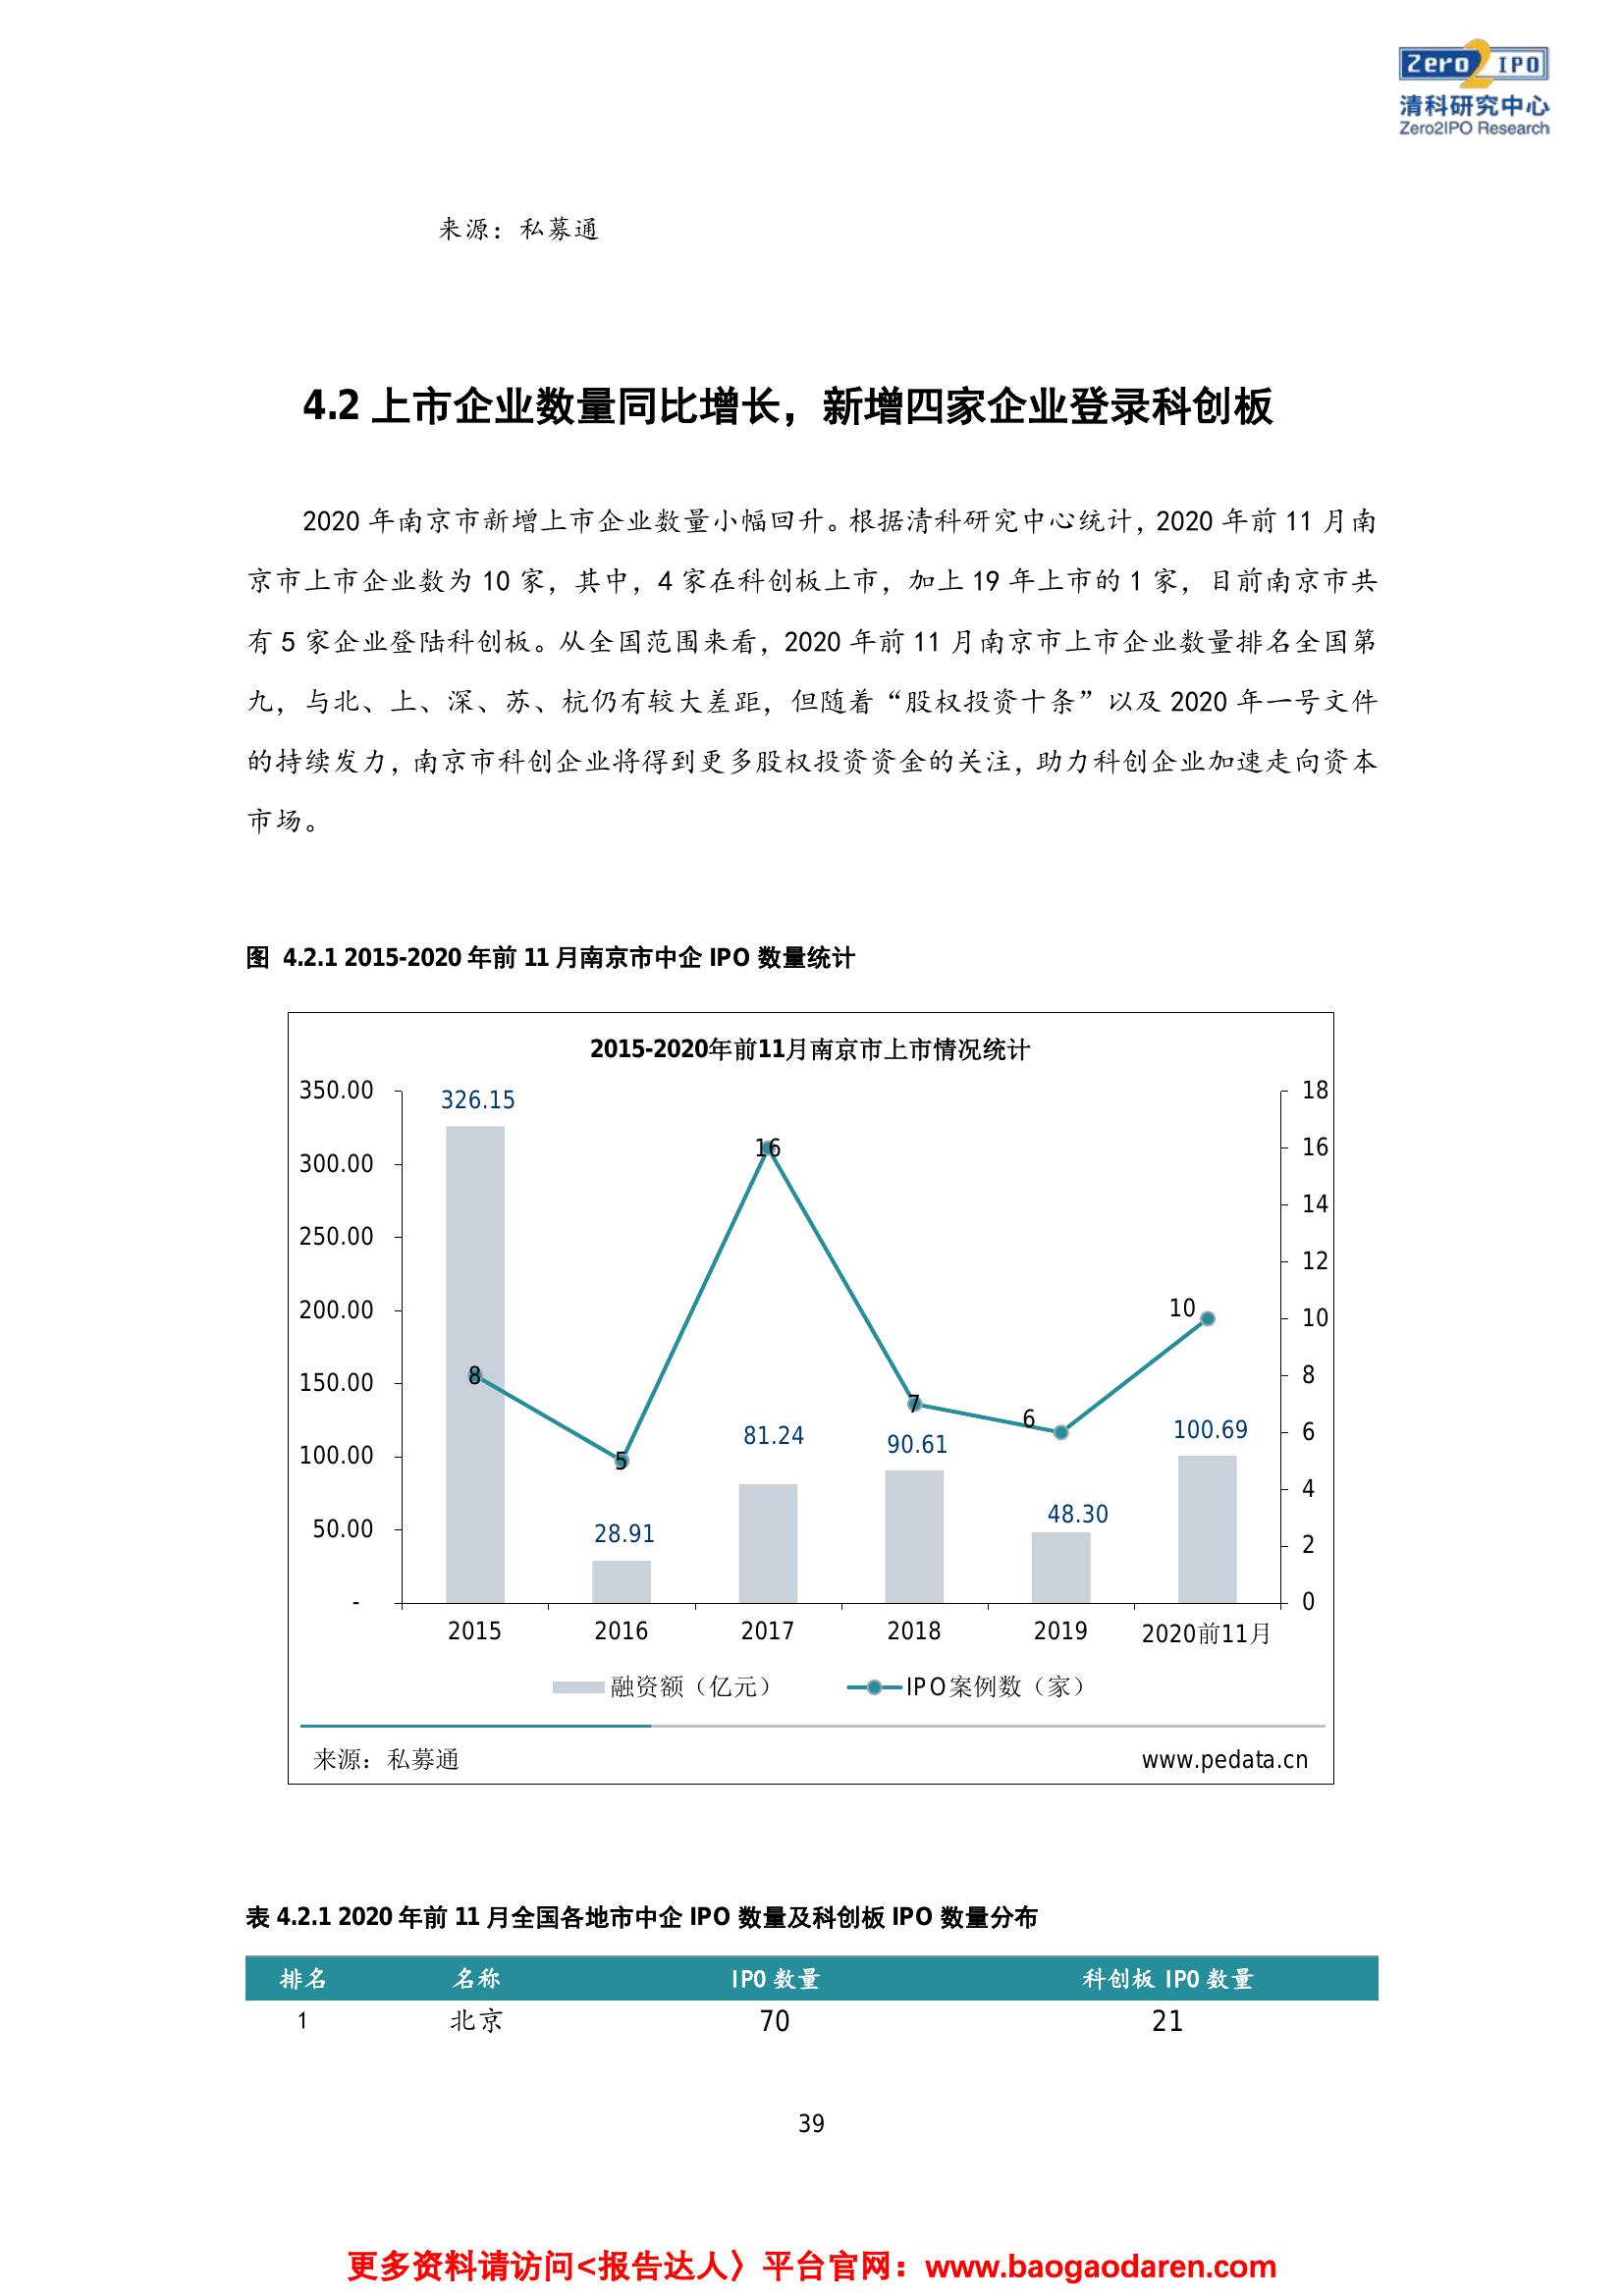 Zero2IPO
清科研究中心
Zero2IPO Research
来源：私募通
4.2 上市企业数量同比增长，新增四家企业登录科创板
2020 年南京市新增上市企业数量小幅回升。根据清科研究中心统计，2020 年前 11 月南
京市上市企业数为 10 家，其中，4 家在科创板上市，加上 19 年上市的 1 家，目前南京市共
有 5 家企业登陆科创板。从全国范围来看，2020 年前 11 月南京市上市企业数量排名全国第
九，与北、上、深、苏、杭仍有较大差距，但随着“股权投资十条”以及 2020 年一号文件
的持续发力，南京市科创企业将得到更多股权投资资金的关注，助力科创企业加速走向资本
市场。
图 4.2.1 2015-2020 年前 11 月南京市中企 IPO 数量统计
2015-2020年前11月南京市上市情况统计
350.00
300.00
250.00
200.00
150.00
100.00
50.00
-
326.15
28.91
81.24
90.61
48.30
100.69
8
5
16
7
6
10
18
16
14
12
10
8
6
4
2
0
2015 2016 2017 2018 2019 2020前11月
融资额（亿元） IPO案例数（家）
来源：私募通 www.pedata.cn
表 4.2.1 2020 年前 11 月全国各地市中企 IPO 数量及科创板 IPO 数量分布
排名 名称 IPO 数量 科创板 IPO 数量
1 北京 70 21
39
更多资料请访问<报告达人〉平台官网：www.baogaodaren.com